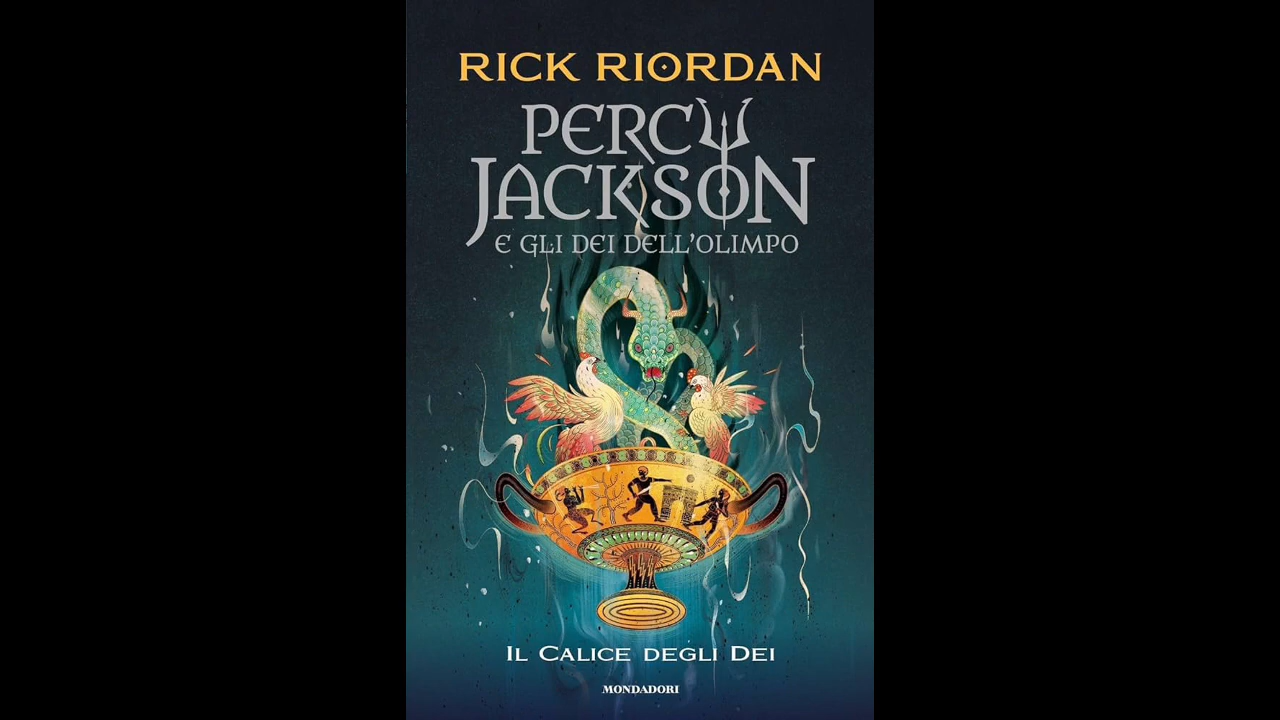 RICK RIORDAN
PERCY
JACKSON
E GLI DEI DELL'OLIMPO
IL CALICE DEGLI DEI
MONDADORI